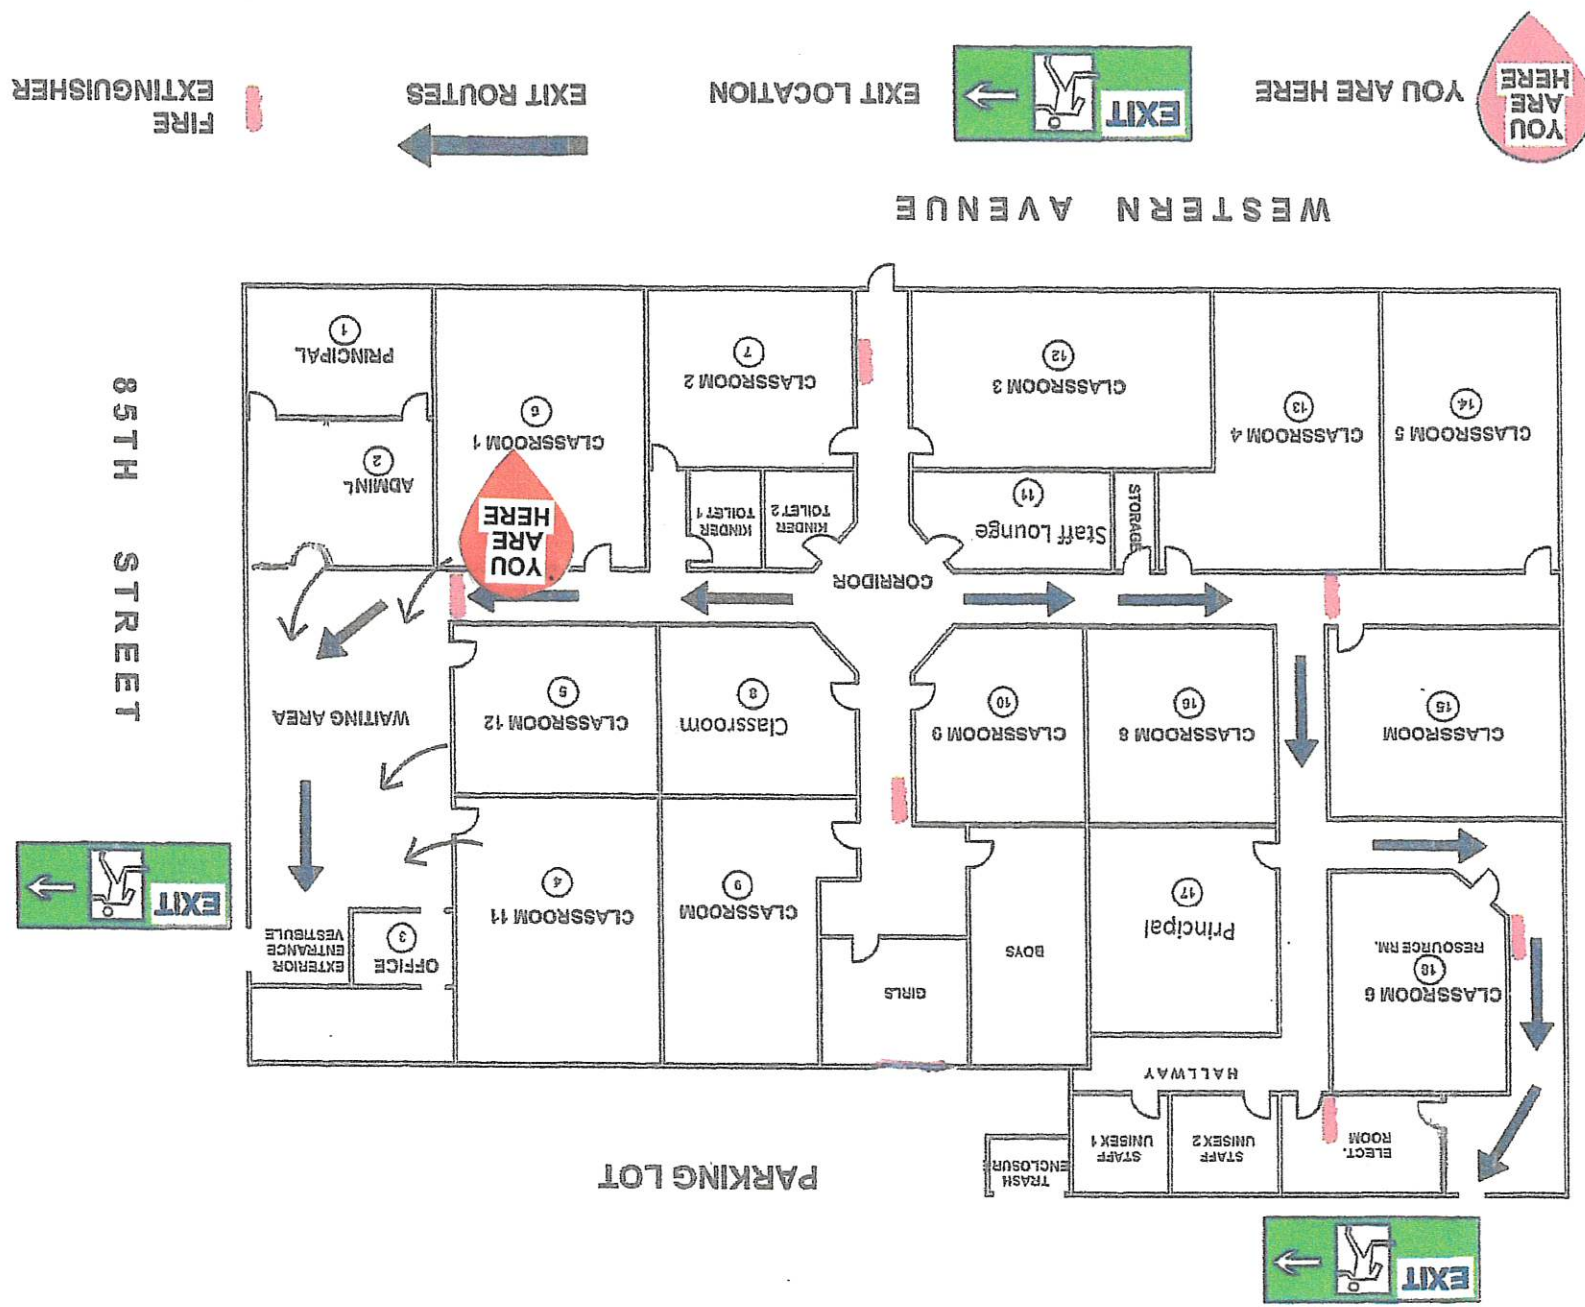 EXIT
PARKING LOT
TRASH
ENCLOSURE
STAFF
UNISEX 1
STAFF
UNISEX 2
ELECT.
ROOM
HALLWAY
CLASSROOM 6
18
RESOURCE RM.
Principal
17
BOYS
GIRLS
CLASSROOM
9
CLASSROOM 11
4
OFFICE
3
EXTERIOR
ENTRANCE
VESTIBULE
EXIT
CLASSROOM
15
CLASSROOM 8
16
CLASSROOM 9
10
Classroom
8
CLASSROOM 12
5
WAITING AREA
85TH STREET
CORRIDOR
YOU
ARE
HERE
STORAGE
Staff Lounge
11
KINDER
TOILET 2
KINDER
TOILET 1
CLASSROOM 5
14
CLASSROOM 4
13
CLASSROOM 3
12
CLASSROOM 2
7
CLASSROOM 1
6
ADMIN'L
2
PRINCIPAL
1
WESTERN AVENUE
YOU
ARE
HERE
YOU ARE HERE
EXIT
EXIT LOCATION
EXIT ROUTES
FIRE
EXTINGUISHER